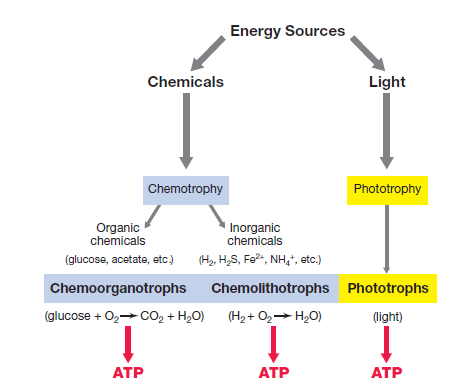 Energy Sources
Chemicals
Light
Chemotrophy
Phototrophy
Organic
chemicals
(glucose, acetate, etc.)
Inorganic
chemicals
(H₂, H₂S, Fe²⁺, NH₄⁺, etc.)
Chemoorganotrophs
Chemolithotrophs
Phototrophs
(glucose + O₂ → CO₂ + H₂O)
(H₂ + O₂ → H₂O)
(light)
ATP
ATP
ATP